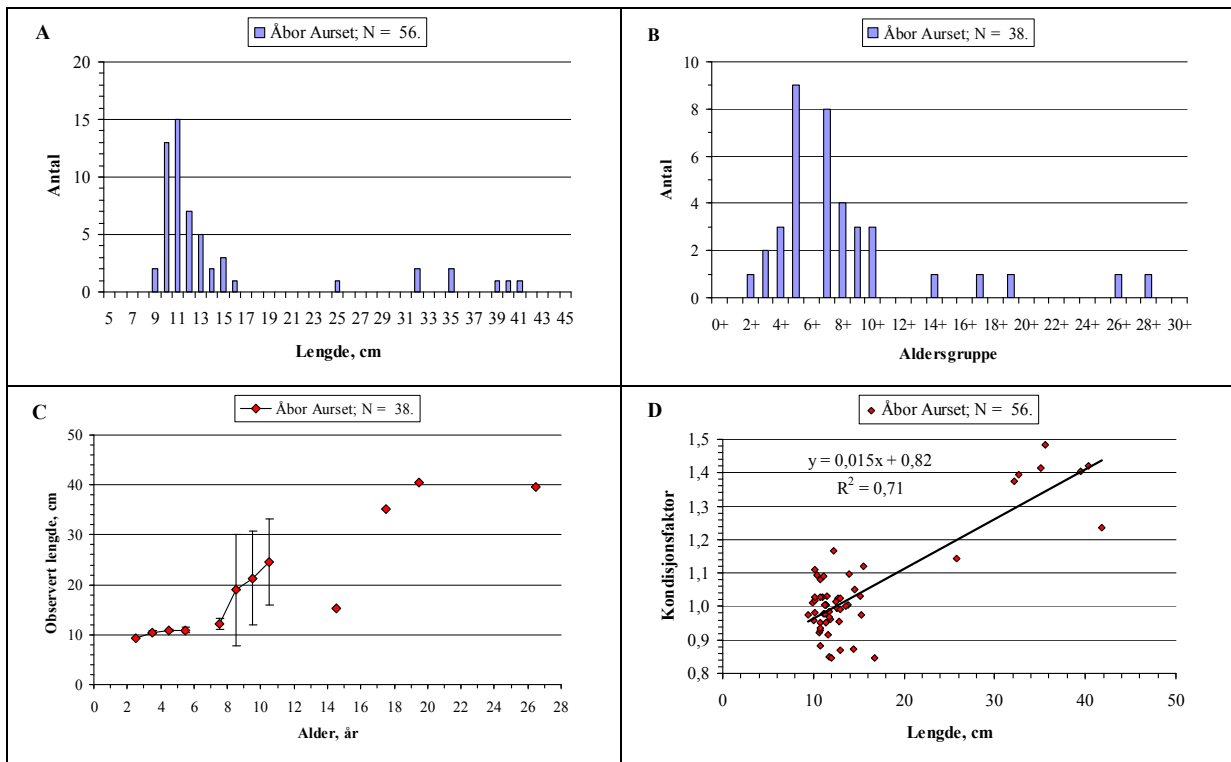 A
Åbor Aurset; N = 56.
20
15
10
5
0
Antal
5 7 9 11 13 15 17 19 21 23 25 27 29 31 33 35 37 39 41 43 45
Lengde, cm
B
Åbor Aurset; N = 38.
10
8
6
4
2
0
Antal
0+ 2+ 4+ 6+ 8+ 10+ 12+ 14+ 16+ 18+ 20+ 22+ 24+ 26+ 28+ 30+
Aldersgruppe
C
Åbor Aurset; N = 38.
50
40
30
20
10
0
Observert lengde, cm
0 2 4 6 8 10 12 14 16 18 20 22 24 26 28
Alder, år
D
Åbor Aurset; N = 56.
y = 0,015x + 0,82
R² = 0,71
1,5
1,4
1,3
1,2
1,1
1,0
0,9
0,8
Kondisjonsfaktor
0 10 20 30 40 50
Lengde, cm